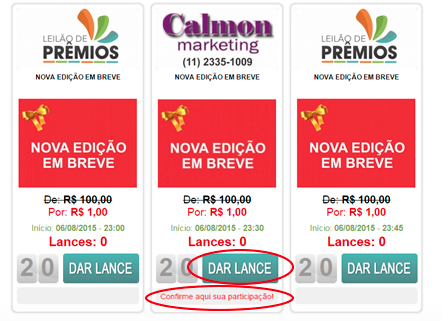 LEILÃO DE
PRÊMIOS
NOVA EDIÇÃO EM BREVE
NOVA EDIÇÃO
EM BREVE
De: R$ 100,00
Por: R$ 1,00
Início: 06/08/2015 - 23:00
Lances: 0
20 DAR LANCE
Calmon
marketing
(11) 2335-1009
NOVA EDIÇÃO EM BREVE
NOVA EDIÇÃO
EM BREVE
De: R$ 100,00
Por: R$ 1,00
Início: 06/08/2015 - 23:30
Lances: 0
20 DAR LANCE
Confirme aqui sua participação!
LEILÃO DE
PRÊMIOS
NOVA EDIÇÃO EM BREVE
NOVA EDIÇÃO
EM BREVE
De: R$ 100,00
Por: R$ 1,00
Início: 06/08/2015 - 23:45
Lances: 0
20 DAR LANCE